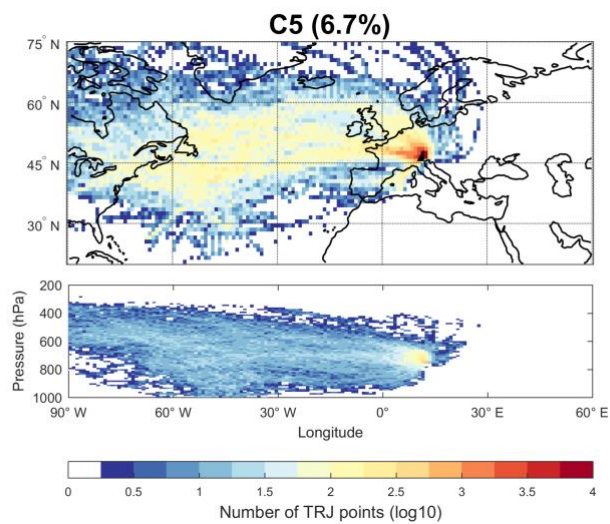 C5 (6.7%)
75° N
60° N
45° N
30° N
200
400
600
800
1000
Pressure (hPa)
90° W 60° W 30° W 0° 30° E 60° E
Longitude
0 0.5 1 1.5 2 2.5 3 3.5 4
Number of TRJ points (log10)